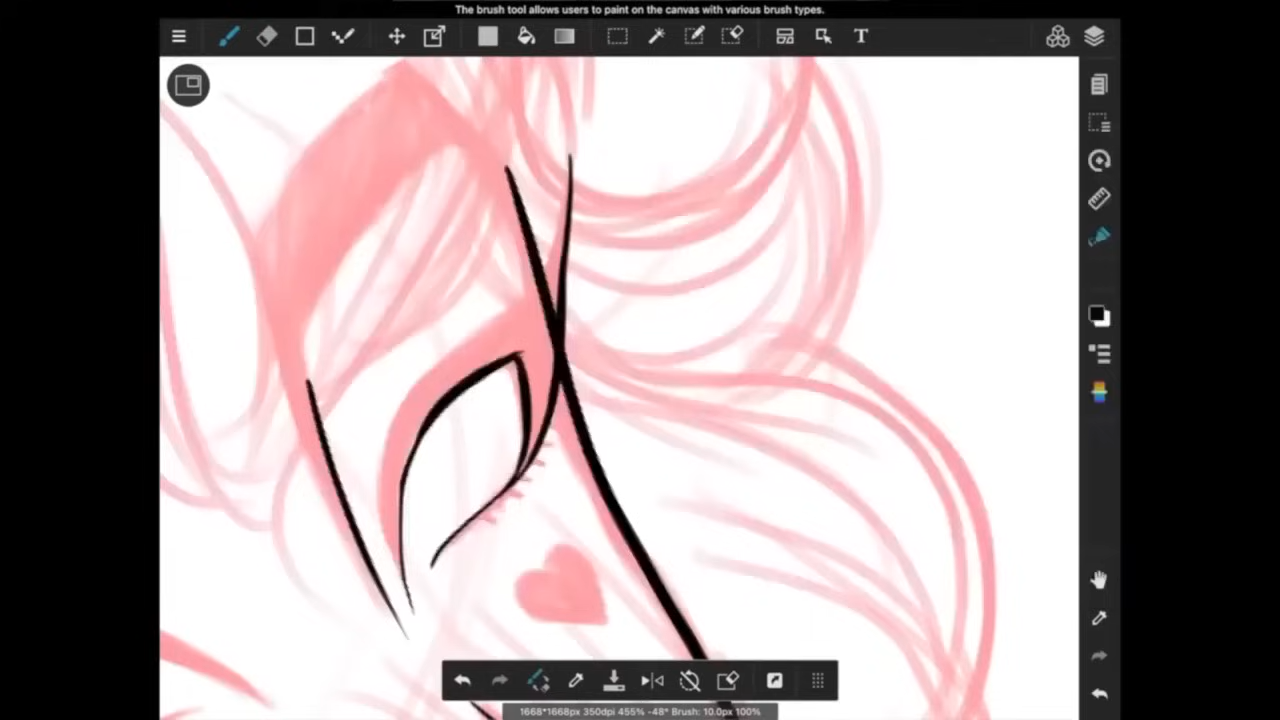 The brush tool allows users to paint on the canvas with various brush types.
T
1668*1668px 350dpi 455% -48° Brush: 10.0px 100%